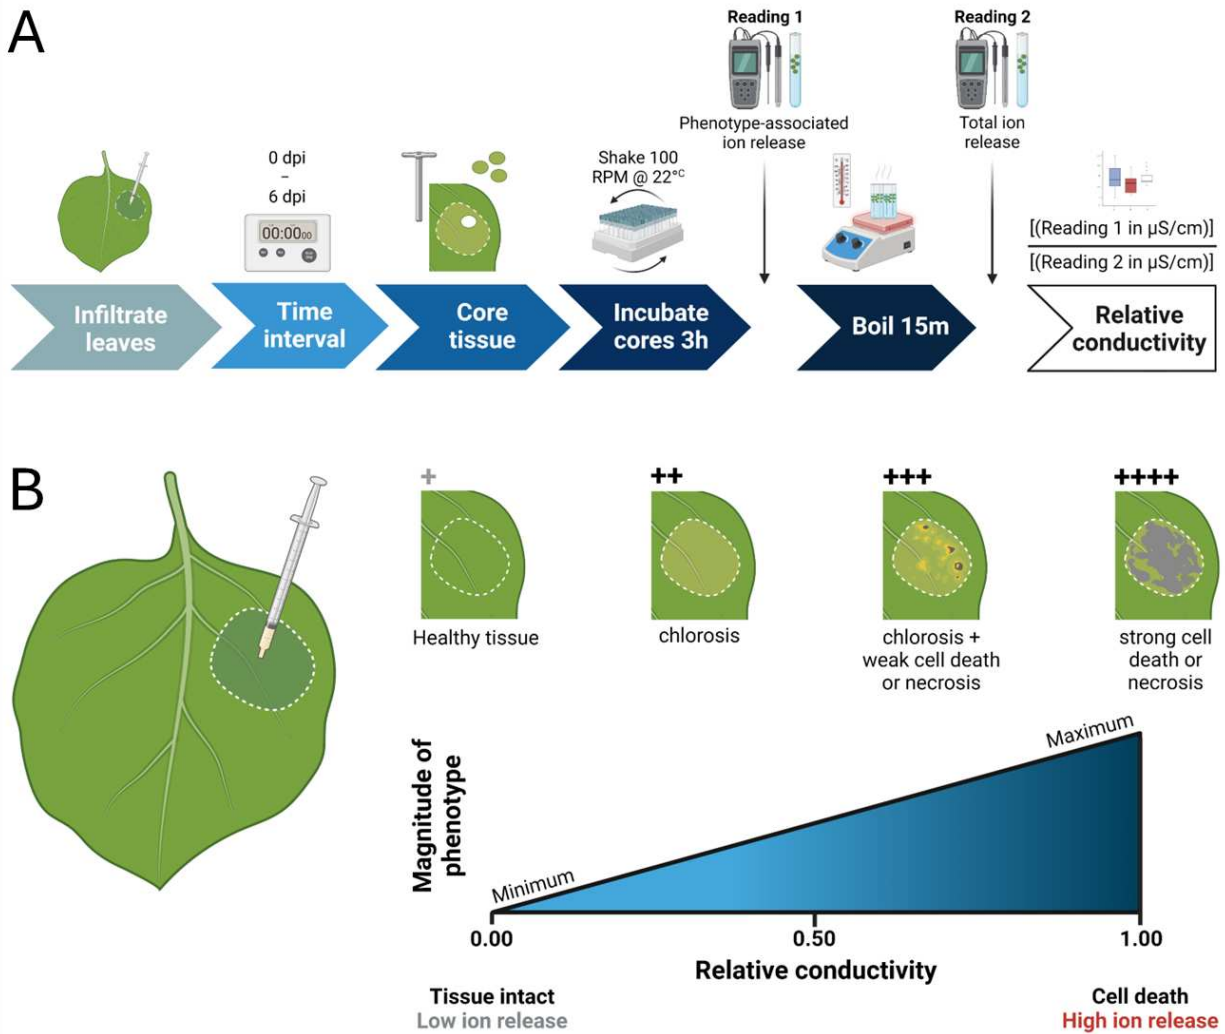 A
Reading 1
Reading 2
Phenotype-associated
ion release
Total ion
release
0 dpi
–
6 dpi
00:0000
Shake 100
RPM @ 22°C
[(Reading 1 in µS/cm)]
[(Reading 2 in µS/cm)]
Infiltrate
leaves
Time
interval
Core
tissue
Incubate
cores 3h
Boil 15m
Relative
conductivity
B
+
++
+++
++++
Healthy tissue
chlorosis
chlorosis +
weak cell death
or necrosis
strong cell
death or
necrosis
Magnitude of
phenotype
Minimum
Maximum
0.00
0.50
1.00
Relative conductivity
Tissue intact
Low ion release
Cell death
High ion release